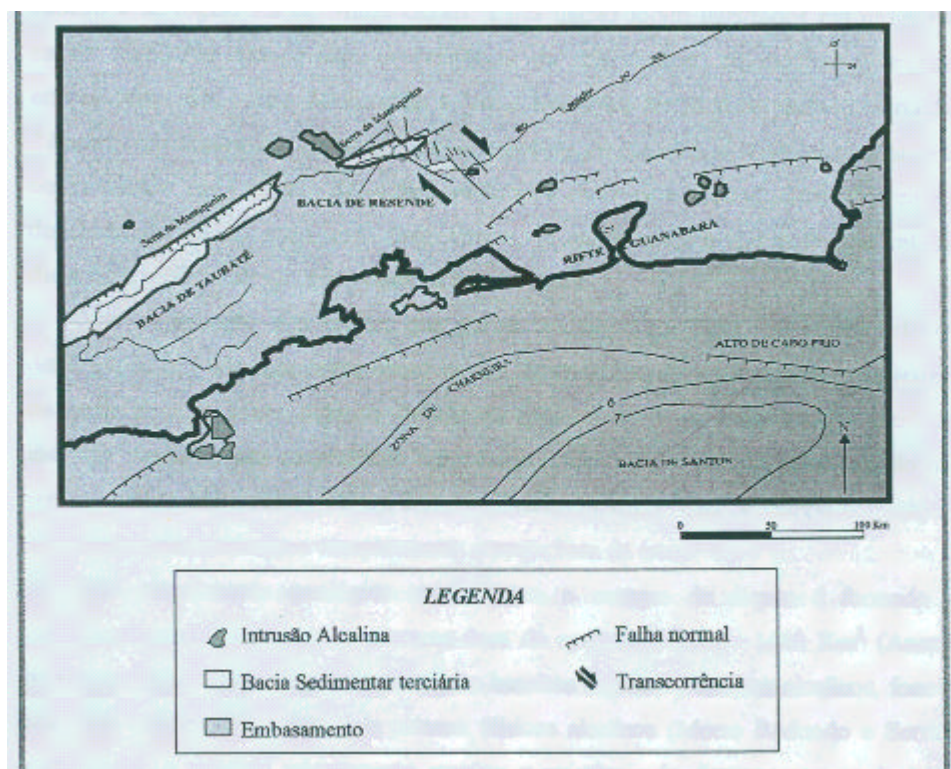 Serra da Mantiqueira
BACIA DE RESENDE
Serra da Mantiqueira
BACIA DE TAUBATÉ
RIFTE GUANABARA
ALTO DE CABO FRIO
ZONA DE CHARNEIRA
6
7
BACIA DE SANTOS
N
0 50 100 Km
LEGENDA
Intrusão Alcalina
Falha normal
Bacia Sedimentar terciária
Transcorrência
Embasamento